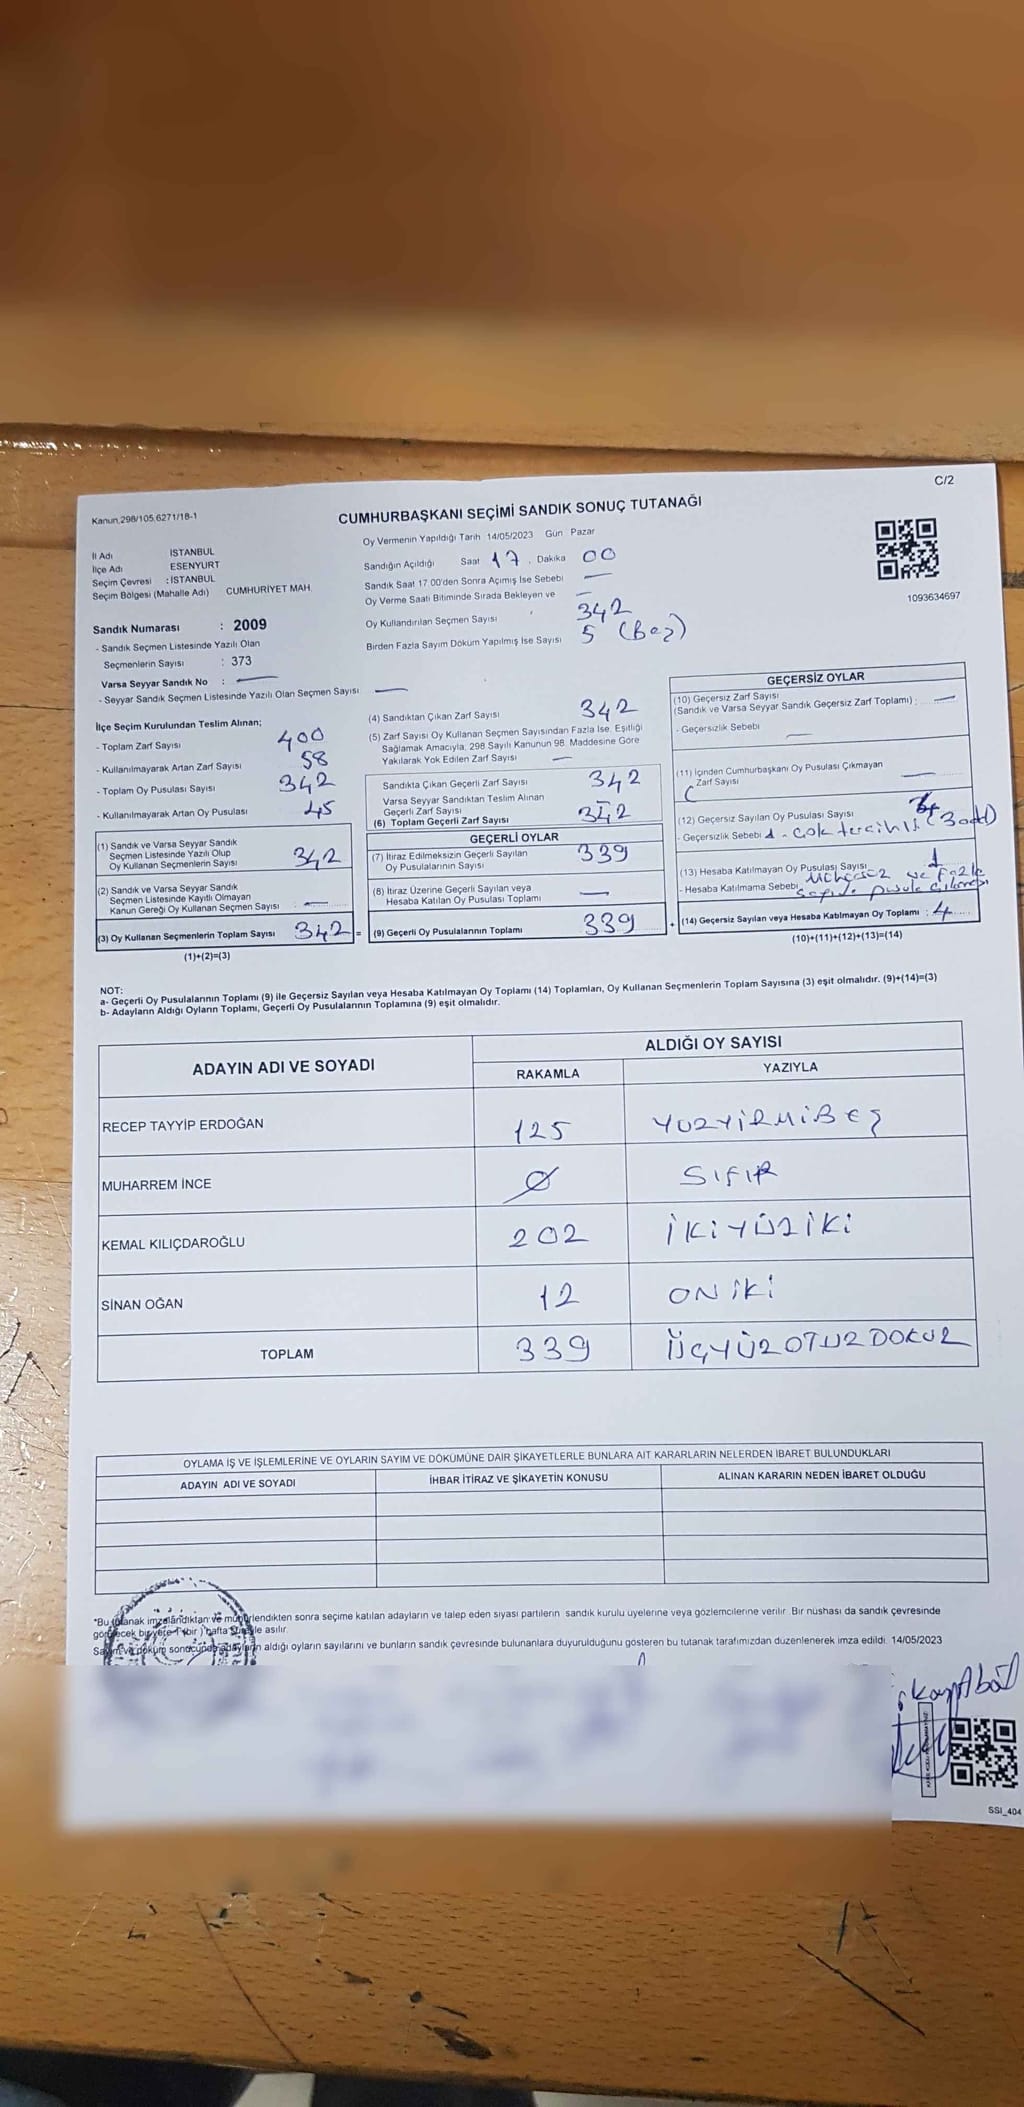 C/2
Kanun,298/105,6271/18-1
CUMHURBAŞKANI SEÇİMİ SANDIK SONUÇ TUTANAĞI
İl Adı İSTANBUL
İlçe Adı ESENYURT
Seçim Çevresi : İSTANBUL
Seçim Bölgesi (Mahalle Adı) CUMHURİYET MAH.
Sandık Numarası : 2009
- Sandık Seçmen Listesinde Yazılı Olan
Seçmenlerin Sayısı : 373
Varsa Seyyar Sandık No : —
- Seyyar Sandık Seçmen Listesinde Yazılı Olan Seçmen Sayısı —
Oy Vermenin Yapıldığı Tarih 14/05/2023 Gün Pazar
Sandığın Açıldığı Saat 17 . Dakika 00
Sandık Saat 17.00'den Sonra Açımış İse Sebebi —
Oy Verme Saati Bitiminde Sırada Bekleyen ve —
Oy Kullandırılan Seçmen Sayısı 342
Birden Fazla Sayım Döküm Yapılmış İse Sayısı 5 (Beş)
1093634697
İlçe Seçim Kurulundan Teslim Alınan;
- Toplam Zarf Sayısı 400
- Kullanılmayarak Artan Zarf Sayısı 58
- Toplam Oy Pusulası Sayısı 342
- Kullanılmayarak Artan Oy Pusulası 45
(1) Sandık ve Varsa Seyyar Sandık
Seçmen Listesinde Yazılı Olup
Oy Kullanan Seçmenlerin Sayısı 342
(2) Sandık ve Varsa Seyyar Sandık
Seçmen Listesinde Kayıtlı Olmayan
Kanun Gereği Oy Kullanan Seçmen Sayısı : —
(3) Oy Kullanan Seçmenlerin Toplam Sayısı 342 =
(1)+(2)=(3)
(4) Sandıktan Çıkan Zarf Sayısı 342
(5) Zarf Sayısı Oy Kullanan Seçmen Sayısından Fazla İse, Eşitliği
Sağlamak Amacıyla, 298 Sayılı Kanunun 98. Maddesine Göre
Yakılarak Yok Edilen Zarf Sayısı —
Sandıkta Çıkan Geçerli Zarf Sayısı 342
Varsa Seyyar Sandıktan Teslim Alınan
Geçerli Zarf Sayısı —
(6) Toplam Geçerli Zarf Sayısı 342
GEÇERLİ OYLAR
(7) İtiraz Edilmeksizin Geçerli Sayılan
Oy Pusulalarının Sayısı 339
(8) İtiraz Üzerine Geçerli Sayılan veya
Hesaba Katılan Oy Pusulası Toplamı —
(9) Geçerli Oy Pusulalarının Toplamı 339 +
GEÇERSİZ OYLAR
(10) Geçersiz Zarf Sayısı
(Sandık ve Varsa Seyyar Sandık Geçersiz Zarf Toplamı) : —
- Geçersizlik Sebebi —
(11) İçinden Cumhurbaşkanı Oy Pusulası Çıkmayan
Zarf Sayısı —
(12) Geçersiz Sayılan Oy Pusulası Sayısı
- Geçersizlik Sebebi 1 - çok tercihli (3 add)
(13) Hesaba Katılmayan Oy Pusulası Sayısı 1
- Hesaba Katılmama Sebebi Mühürsüz ve fazla
sayıda pusula çıkması
(14) Geçersiz Sayılan veya Hesaba Katılmayan Oy Toplamı : 4
(10)+(11)+(12)+(13)=(14)
NOT:
a- Geçerli Oy Pusulalarının Toplamı (9) ile Geçersiz Sayılan veya Hesaba Katılmayan Oy Toplamı (14) Toplamları, Oy Kullanan Seçmenlerin Toplam Sayısına (3) eşit olmalıdır. (9)+(14)=(3)
b- Adayların Aldığı Oyların Toplamı, Geçerli Oy Pusulalarının Toplamına (9) eşit olmalıdır.
ADAYIN ADI VE SOYADI ALDIĞI OY SAYISI
RAKAMLA YAZIYLA
RECEP TAYYİP ERDOĞAN 125 YÜZYİRMİBEŞ
MUHARREM İNCE Ø SIFIR
KEMAL KILIÇDAROĞLU 202 İKİYÜZİKİ
SİNAN OĞAN 12 ONİKİ
TOPLAM 339 ÜÇYÜZOTUZDOKUZ
OYLAMA İŞ VE İŞLEMLERİNE VE OYLARIN SAYIM VE DÖKÜMÜNE DAİR ŞİKAYETLERLE BUNLARA AİT KARARLARIN NELERDEN İBARET BULUNDUKLARI
ADAYIN ADI VE SOYADI İHBAR İTİRAZ VE ŞİKAYETİN KONUSU ALINAN KARARIN NEDEN İBARET OLDUĞU
*Bu tutanak imzalandıktan ve mühürlendikten sonra seçime katılan adayların ve talep eden siyasi partilerin sandık kurulu üyelerine veya gözlemcilerine verilir. Bir nüshası da sandık çevresinde
görülecek bir yere 1 (bir) hafta süreyle asılır.
Sayım ve döküm sonucunda adayların aldığı oyların sayılarını ve bunların sandık çevresinde bulunanlara duyurulduğunu gösteren bu tutanak tarafımızdan düzenlenerek imza edildi. 14/05/2023
SSI_404